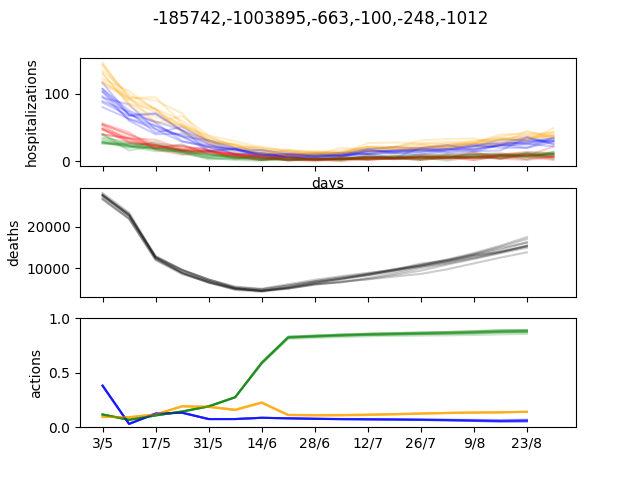 -185742,-1003895,-663,-100,-248,-1012
hospitalizations
100
0
days
deaths
20000
10000
actions
1.0
0.5
0.0
3/5 17/5 31/5 14/6 28/6 12/7 26/7 9/8 23/8